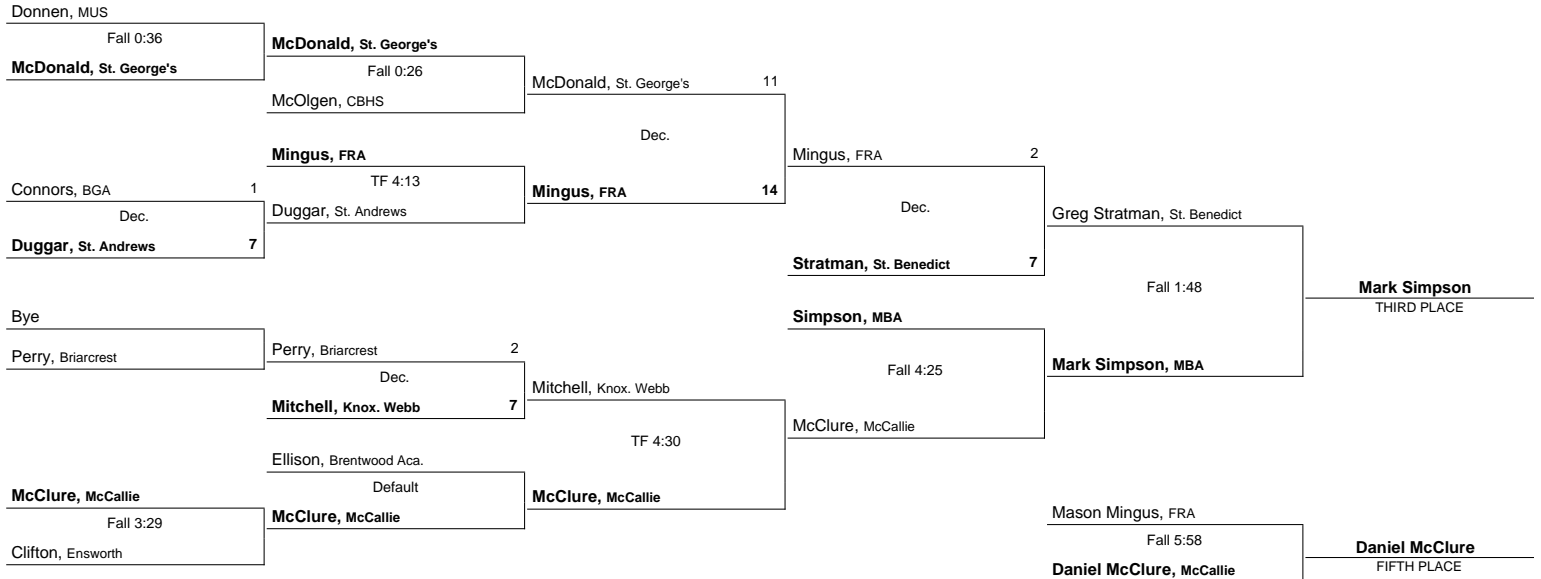 Donnen, MUS
Fall 0:36
McDonald, St. George's
McDonald, St. George's
Fall 0:26
McOlgen, CBHS
McDonald, St. George's 11
Dec.
Mingus, FRA 14
Mingus, FRA
TF 4:13
Duggar, St. Andrews
Connors, BGA 1
Dec.
Duggar, St. Andrews 7
Mingus, FRA 2
Dec.
Stratman, St. Benedict 7
Greg Stratman, St. Benedict
Fall 1:48
Mark Simpson, MBA
Mark Simpson
THIRD PLACE
Bye
Perry, Briarcrest
Perry, Briarcrest 2
Dec.
Mitchell, Knox. Webb 7
Mitchell, Knox. Webb
TF 4:30
McClure, McCallie
Simpson, MBA
Fall 4:25
McClure, McCallie
Ellison, Brentwood Aca.
Default
McClure, McCallie
McClure, McCallie
Fall 3:29
Clifton, Ensworth
Mason Mingus, FRA
Fall 5:58
Daniel McClure, McCallie
Daniel McClure
FIFTH PLACE